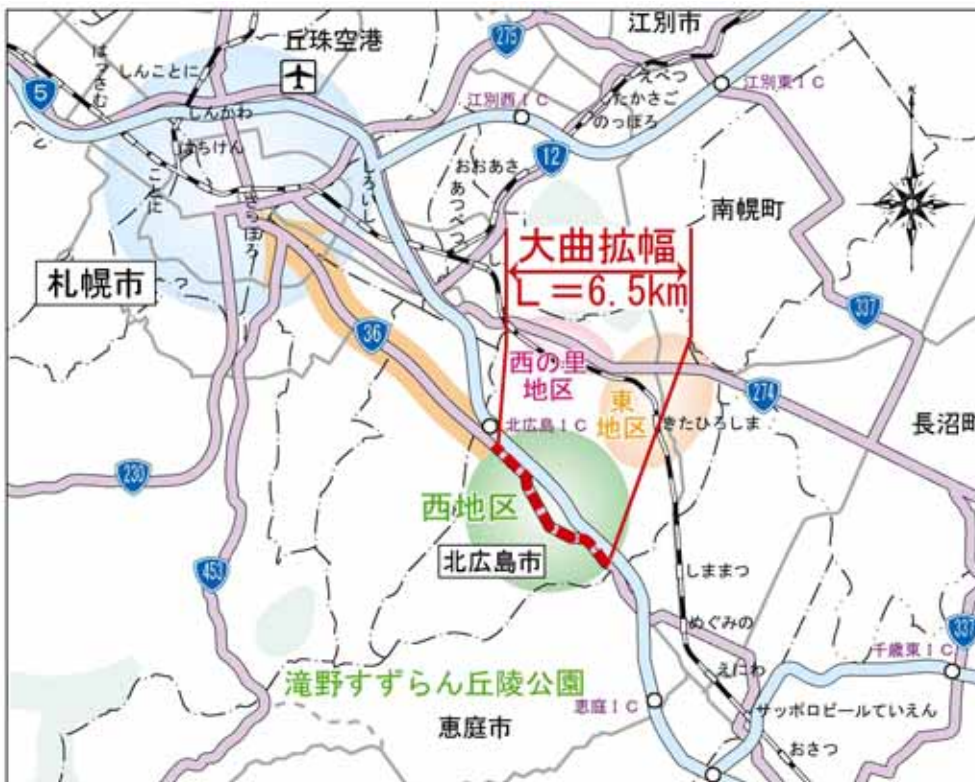 丘珠空港
江別市
275
はっさむ
しんことに
5
しんかわ
はちけん
ことに
さっぽろ
しろいし
あつべつ
おおあさ
江別西IC
えべつ
たかさご
のっぽろ
江別東IC
12
南幌町
札幌市
大曲拡幅
L=6.5km
36
337
西の里
地区
東
地区
274
長沼町
北広島IC
きたひろしま
230
西地区
北広島市
453
しままつ
めぐみの
337
千歳東IC
えにわ
滝野すずらん丘陵公園
恵庭市
恵庭IC
サッポロビールていえん
おさつ